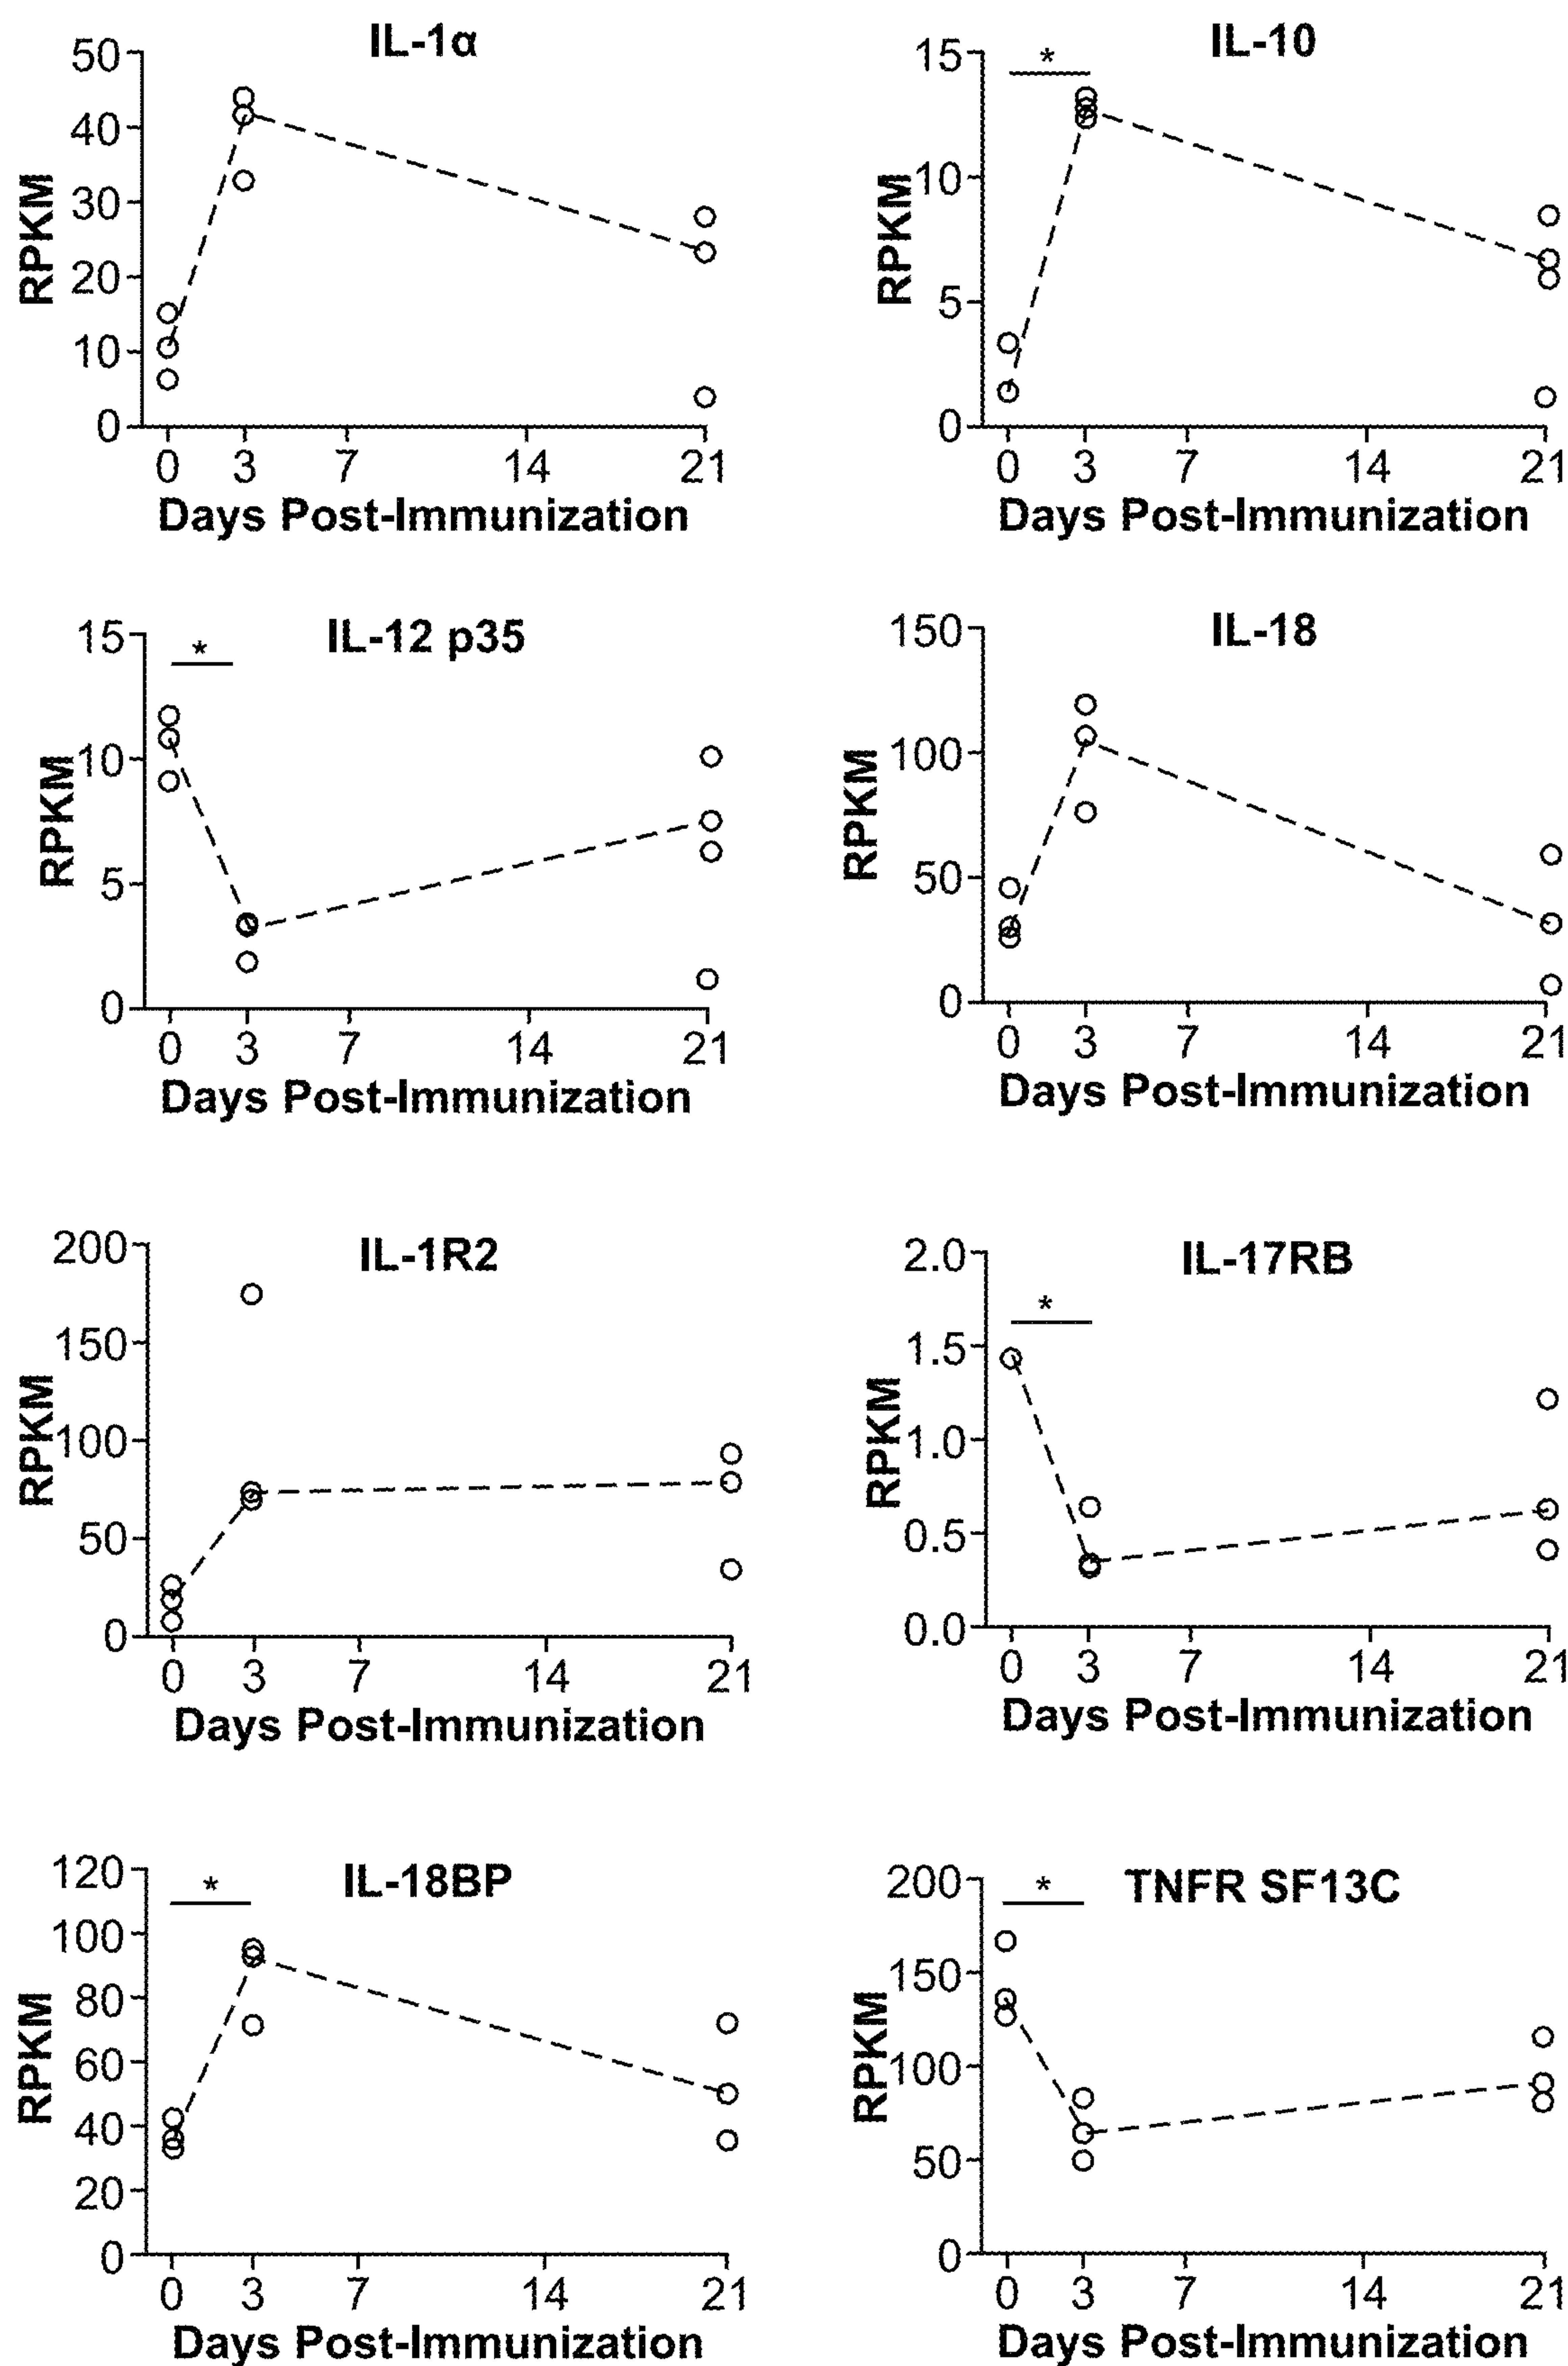 IL-1α
RPKM
50
40
30
20
10
0
0 3 7 14 21
Days Post-Immunization
IL-10
*
RPKM
15
10
5
0
0 3 7 14 21
Days Post-Immunization
IL-12 p35
*
RPKM
15
10
5
0
0 3 7 14 21
Days Post-Immunization
IL-18
RPKM
150
100
50
0
0 3 7 14 21
Days Post-Immunization
IL-1R2
RPKM
200
150
100
50
0
0 3 7 14 21
Days Post-Immunization
IL-17RB
*
RPKM
2.0
1.5
1.0
0.5
0.0
0 3 7 14 21
Days Post-Immunization
IL-18BP
*
RPKM
120
100
80
60
40
20
0
0 3 7 14 21
Days Post-Immunization
TNFR SF13C
*
RPKM
200
150
100
50
0
0 3 7 14 21
Days Post-Immunization